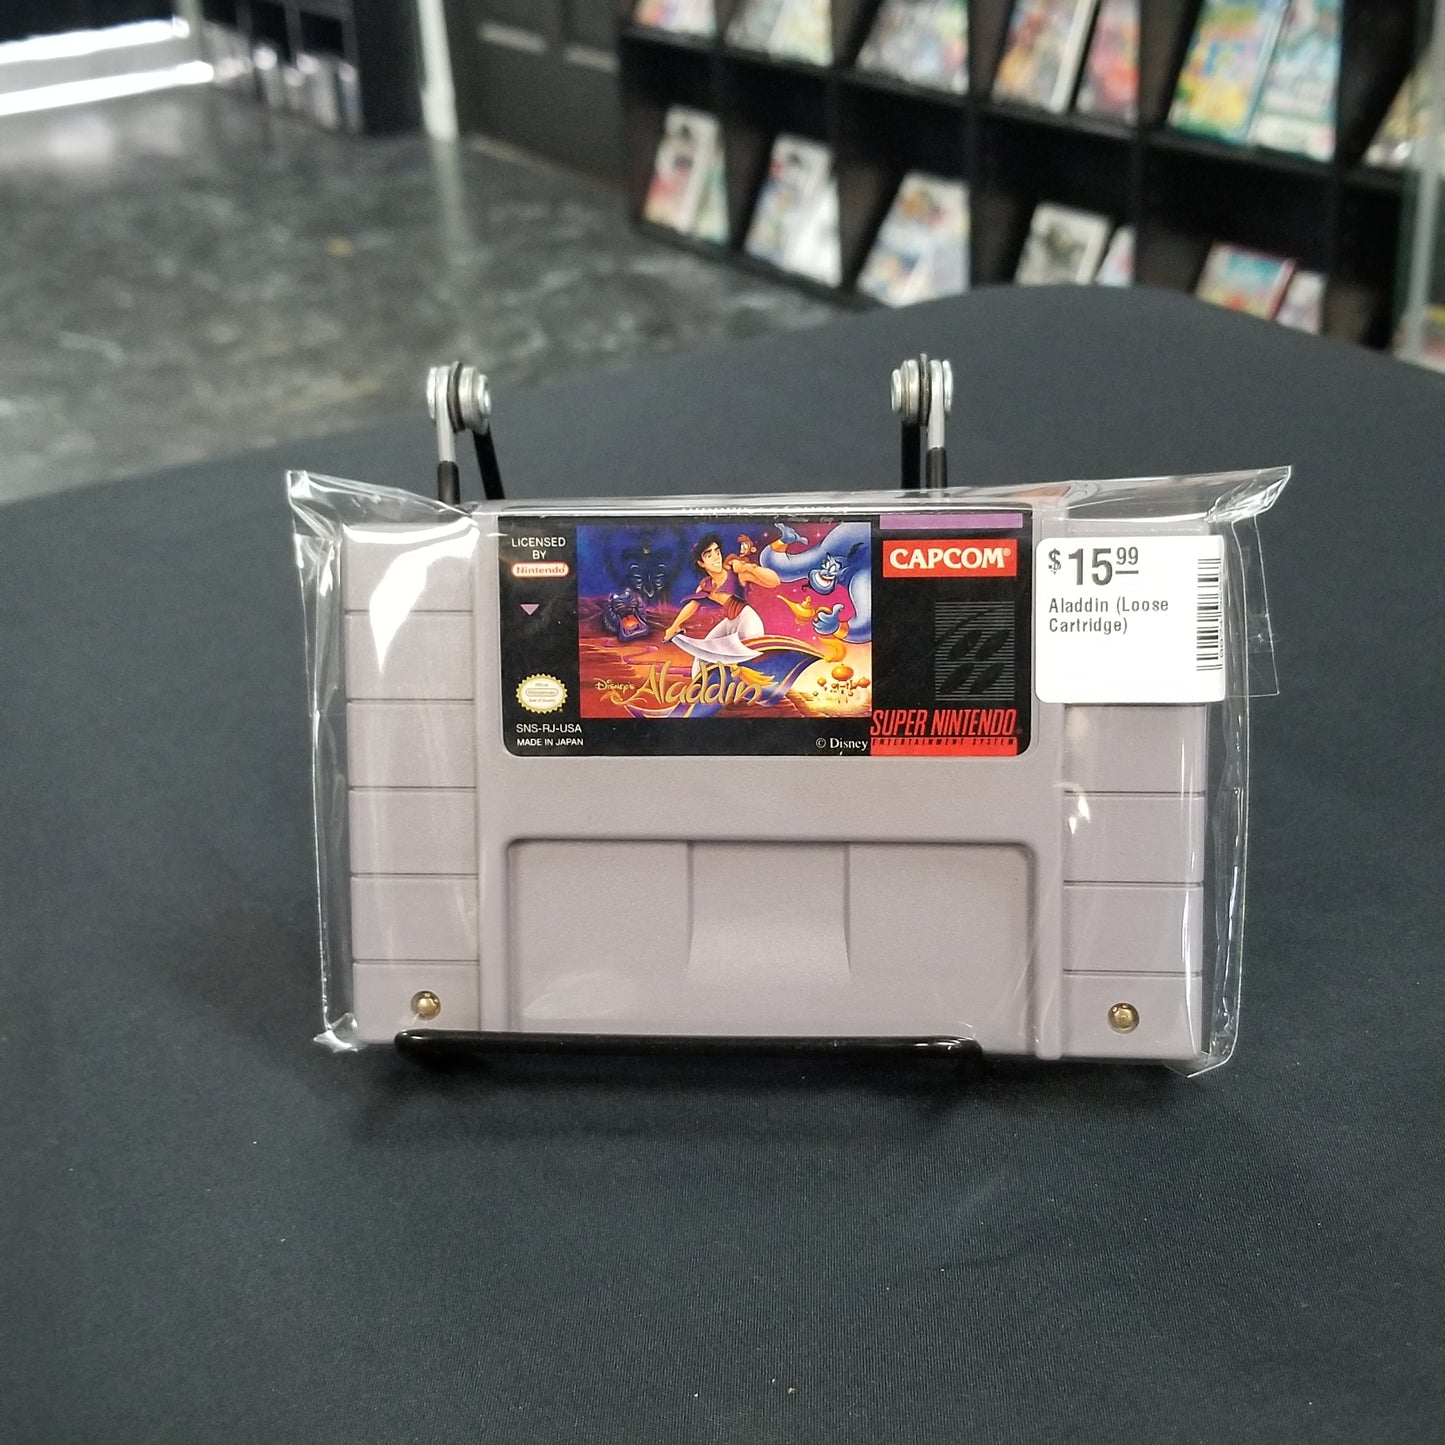 LICENSED
BY
Nintendo
CAPCOM®
$15.99
Aladdin (Loose
Cartridge)
Disney's Aladdin
SNS-RJ-USA
MADE IN JAPAN
© Disney
SUPER NINTENDO
ENTERTAINMENT SYSTEM